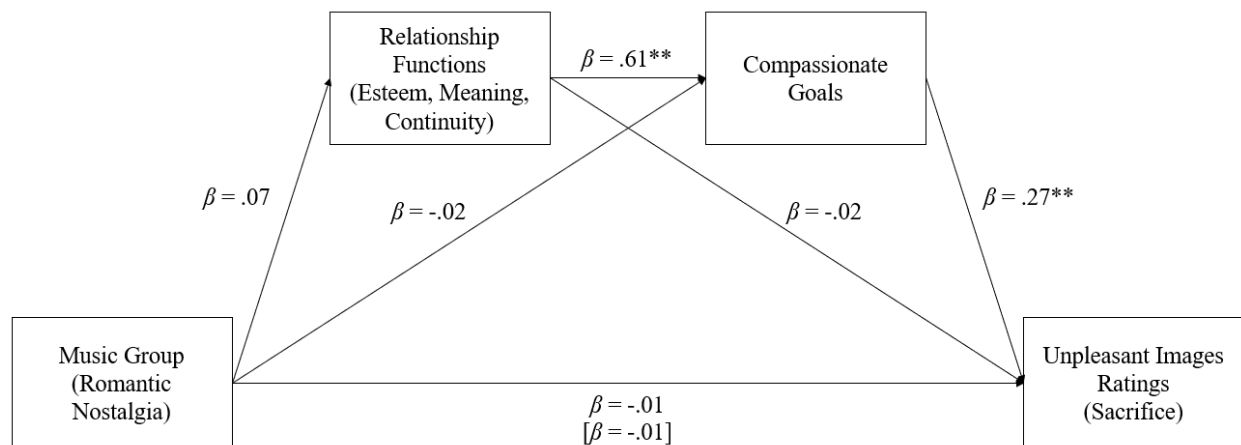 Relationship
Functions
(Esteem, Meaning,
Continuity)
β = .61**
Compassionate
Goals
β = .07
β = -.02
β = -.02
β = .27**
Music Group
(Romantic
Nostalgia)
β = -.01
[β = -.01]
Unpleasant Images
Ratings
(Sacrifice)